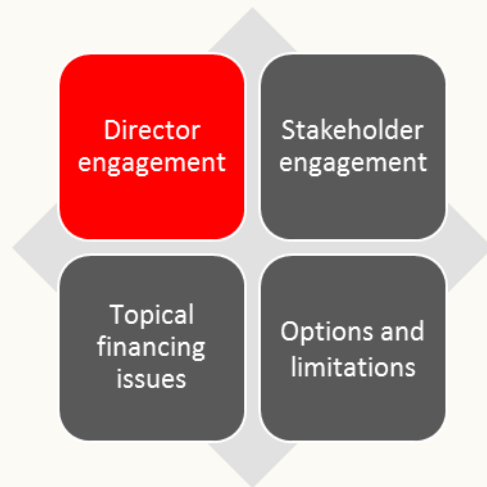 Director
engagement
Stakeholder
engagement
Topical
financing
issues
Options and
limitations